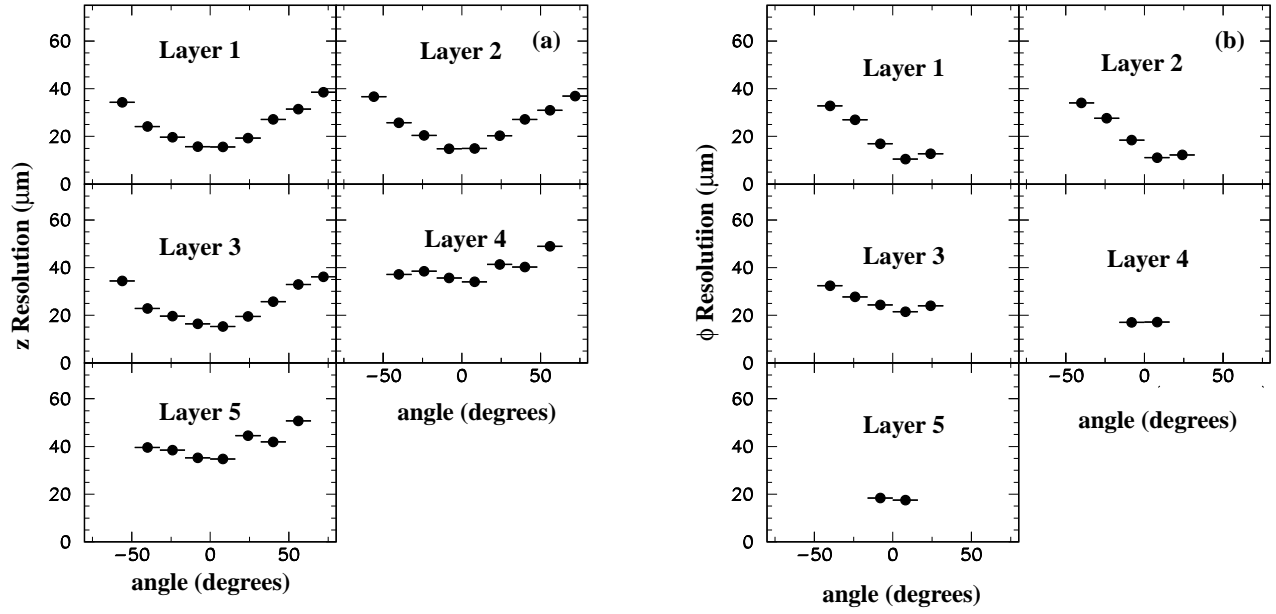 60
40
20
0
Layer 1
Layer 2
(a)
60
40
20
0
Layer 3
Layer 4
−50 0 50
angle (degrees)
60
40
20
0
Layer 5
−50 0 50
angle (degrees)
z Resolution (μm)
60
40
20
0
Layer 1
Layer 2
(b)
60
40
20
0
Layer 3
Layer 4
−50 0 50
angle (degrees)
60
40
20
0
Layer 5
−50 0 50
angle (degrees)
ϕ Resolutiion (μm)